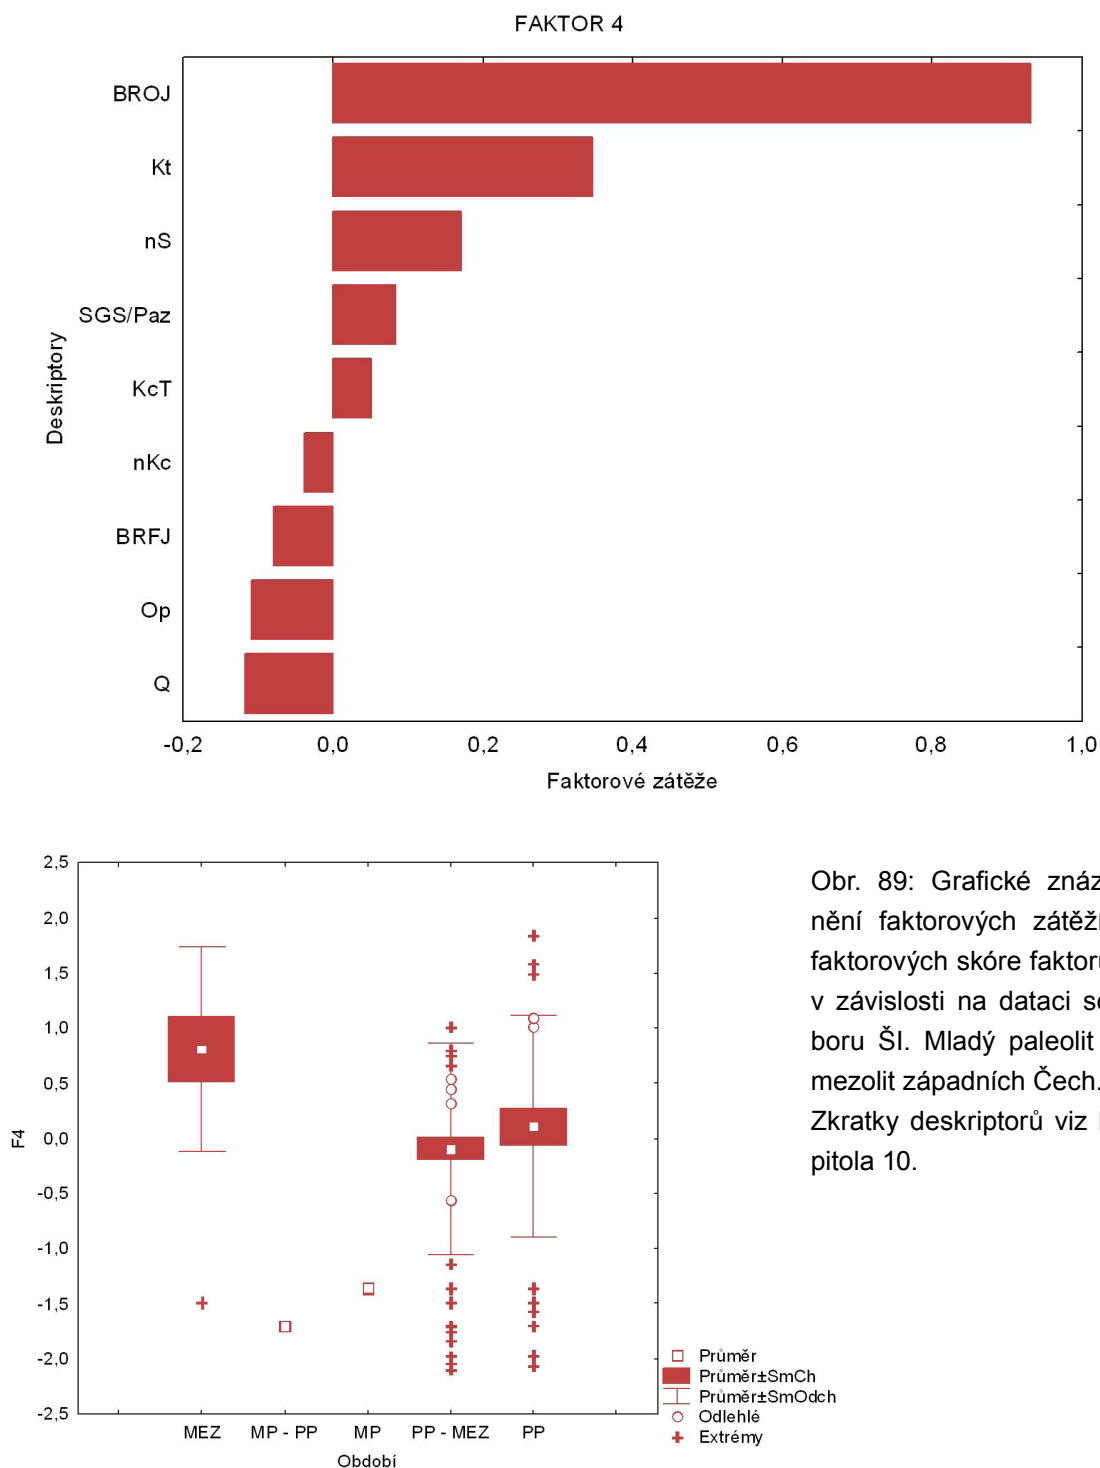 FAKTOR 4
BROJ
Kt
nS
SGS/Paz
KcT
nKc
BRFJ
Op
Q
Deskriptory
-0,2 0,0 0,2 0,4 0,6 0,8 1,0
Faktorové zátěže
2,5
2,0
1,5
1,0
0,5
0,0
-0,5
-1,0
-1,5
-2,0
-2,5
F4
MEZ MP - PP MP PP - MEZ PP
Období
Průměr
Průměr±SmCh
Průměr±SmOdch
Odlehlé
Extrémy
Obr. 89: Grafické znáz
nění faktorových zátěží
faktorových skóre faktoru
v závislosti na dataci so
boru ŠI. Mladý paleolit
mezolit západních Čech.
Zkratky deskriptorů viz
pitola 10.